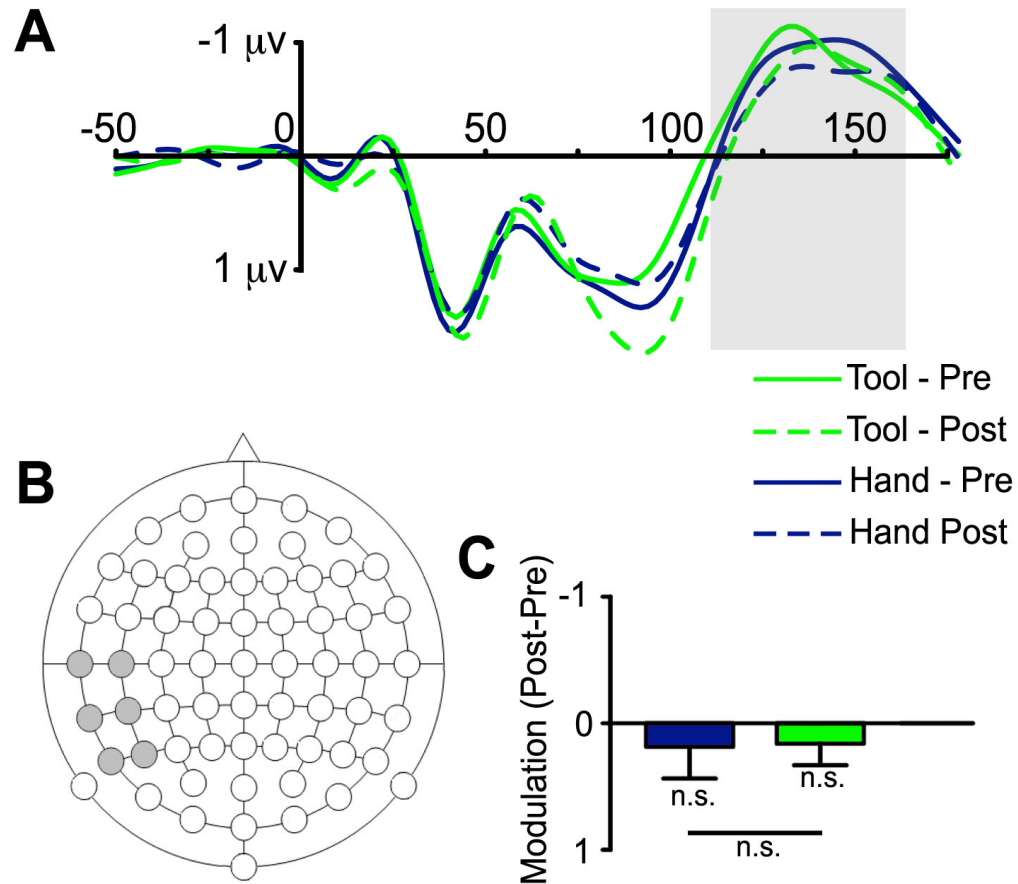 A
-1 μv
-50 0 50 100 150
1 μv
Tool - Pre
Tool - Post
Hand - Pre
Hand Post
B
C
Modulation (Post-Pre)
-1
0
1
n.s.
n.s.
n.s.